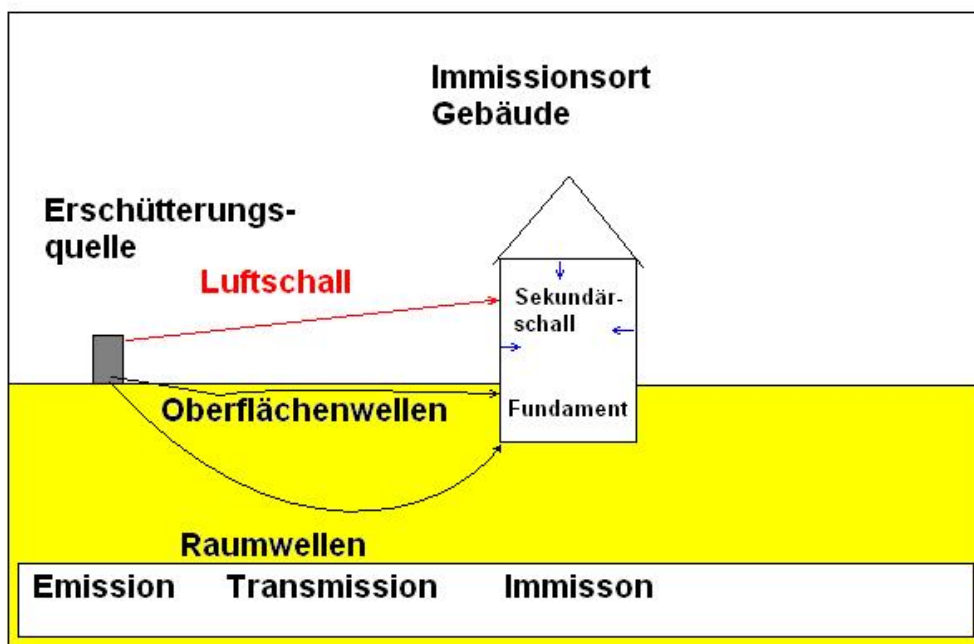 Immissionsort
Gebäude
Erschütterungs-
quelle
Luftschall
Sekundär-
schall
Oberflächenwellen
Fundament
Raumwellen
Emission Transmission Immisson